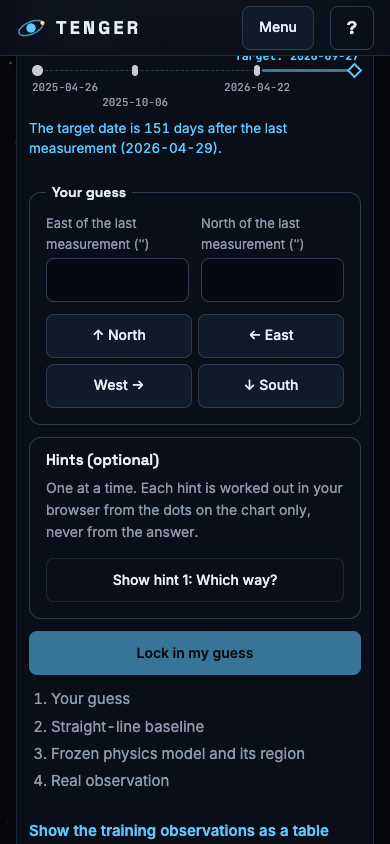 TENGER
Menu
?
Target: 2026-09-27
2025-04-26
2025-10-06
2026-04-22
The target date is 151 days after the last
measurement (2026-04-29).
Your guess
East of the last
measurement (″)
North of the last
measurement (″)
↑ North
← East
West →
↓ South
Hints (optional)
One at a time. Each hint is worked out in your
browser from the dots on the chart only,
never from the answer.
Show hint 1: Which way?
Lock in my guess
1. Your guess
2. Straight-line baseline
3. Frozen physics model and its region
4. Real observation
Show the training observations as a table